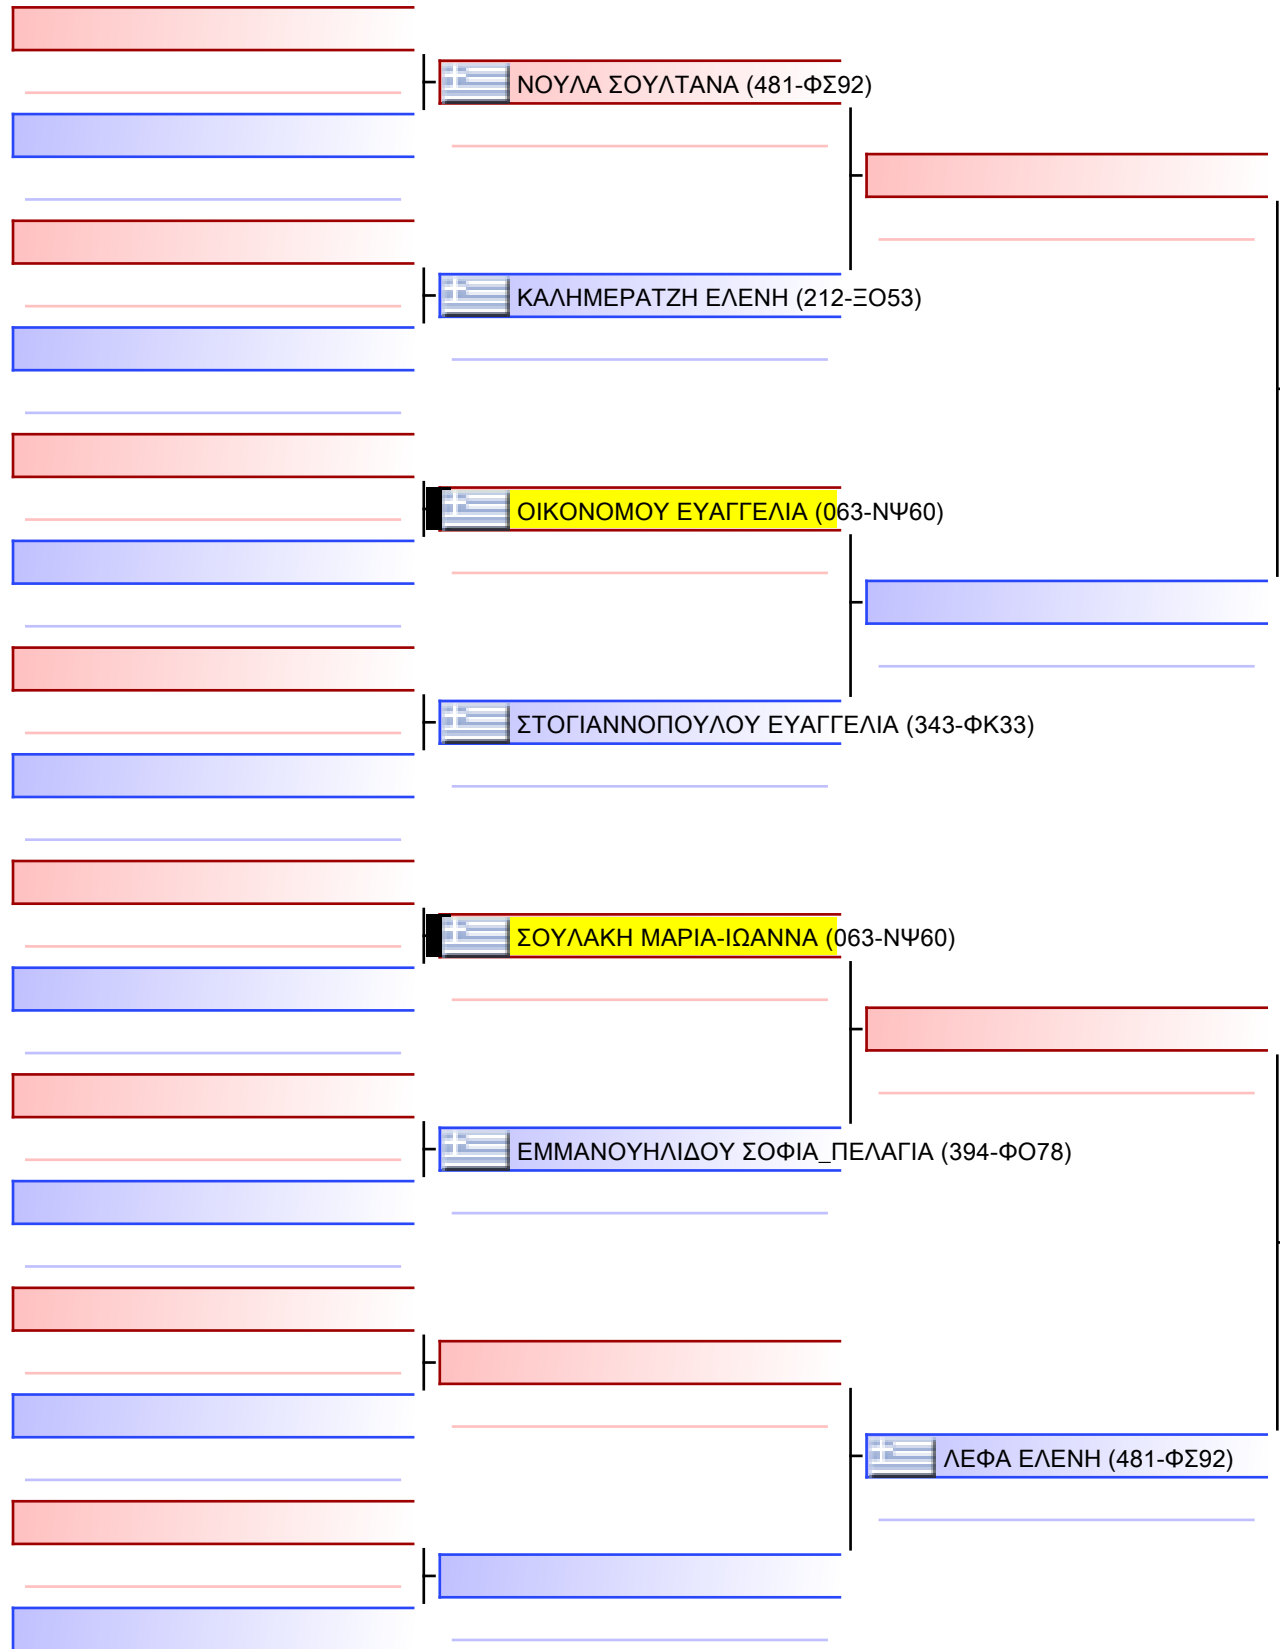 ΝΟΥΛΑ ΣΟΥΛΤΑΝΑ (481-ΦΣ92)
ΚΑΛΗΜΕΡΑΤΖΗ ΕΛΕΝΗ (212-ΞΟ53)
ΟΙΚΟΝΟΜΟΥ ΕΥΑΓΓΕΛΙΑ (063-ΝΨ60)
ΣΤΟΓΙΑΝΝΟΠΟΥΛΟΥ ΕΥΑΓΓΕΛΙΑ (343-ΦΚ33)
ΣΟΥΛΑΚΗ ΜΑΡΙΑ-ΙΩΑΝΝΑ (063-ΝΨ60)
ΕΜΜΑΝΟΥΗΛΙΔΟΥ ΣΟΦΙΑ_ΠΕΛΑΓΙΑ (394-ΦΟ78)
ΛΕΦΑ ΕΛΕΝΗ (481-ΦΣ92)